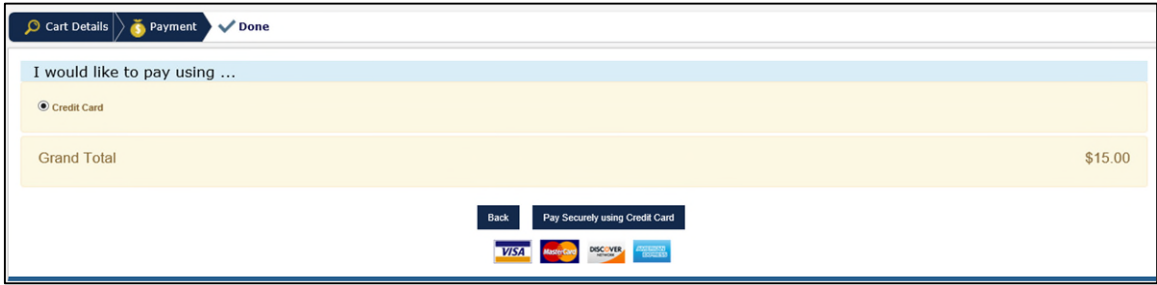 Cart Details Payment Done
I would like to pay using ...
Credit Card
Grand Total $15.00
Back Pay Securely using Credit Card
VISA MasterCard DISCOVER NETWORK AMERICAN EXPRESS